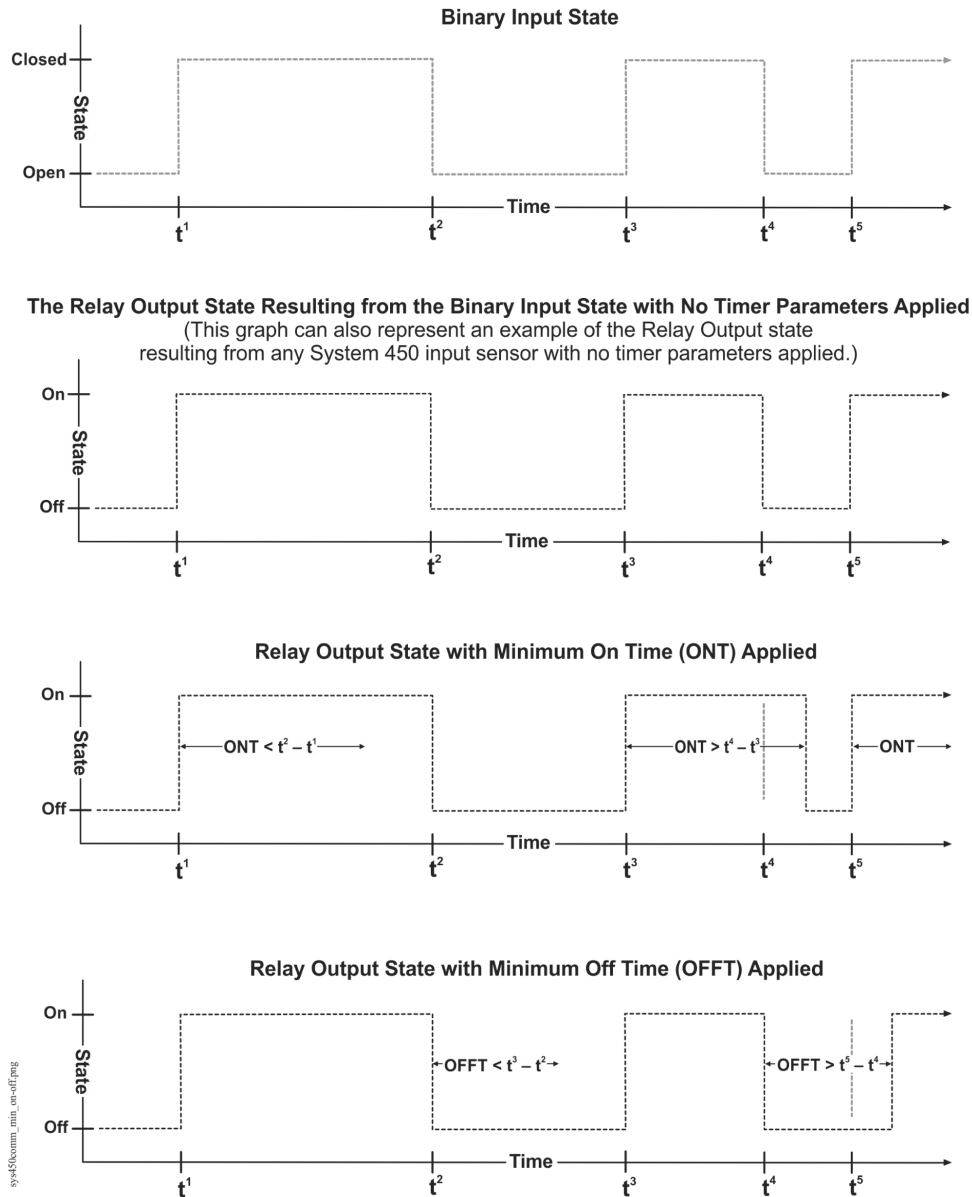 Binary Input State
Closed
State
Open
Time
t¹ t² t³ t⁴ t⁵
The Relay Output State Resulting from the Binary Input State with No Timer Parameters Applied
(This graph can also represent an example of the Relay Output state
resulting from any System 450 input sensor with no timer parameters applied.)
On
State
Off
Time
t¹ t² t³ t⁴ t⁵
Relay Output State with Minimum On Time (ONT) Applied
On
State
ONT < t² – t¹ ONT > t⁴ – t³ ONT
Off
Time
t¹ t² t³ t⁴ t⁵
Relay Output State with Minimum Off Time (OFFT) Applied
On
State
OFFT < t³ – t² OFFT > t⁵ – t⁴
Off
Time
t¹ t² t³ t⁴ t⁵
sys450comm_min_on-off.png